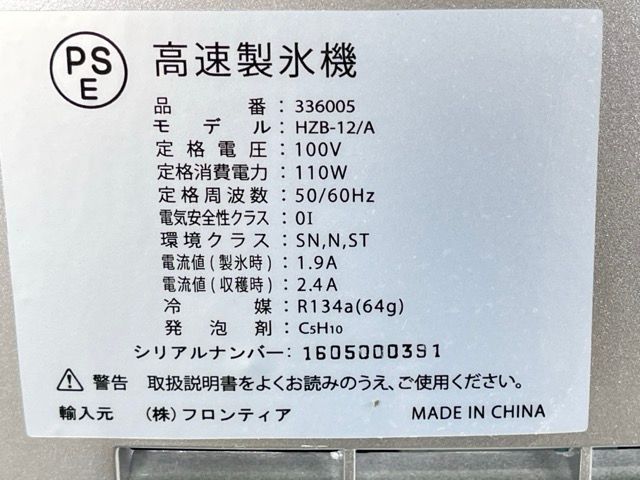 PS
E
高速製氷機
品番：336005
モデル：HZB-12/A
定格電圧：100V
定格消費電力：110W
定格周波数：50/60Hz
電気安全性クラス：0I
環境クラス：SN,N,ST
電流値(製氷時)：1.9A
電流値(収穫時)：2.4A
冷媒：R134a(64g)
発泡剤：C5H10
シリアルナンバー：1605000391
警告 取扱説明書をよくお読みのうえ、ご使用ください。
輸入元 （株）フロンティア MADE IN CHINA